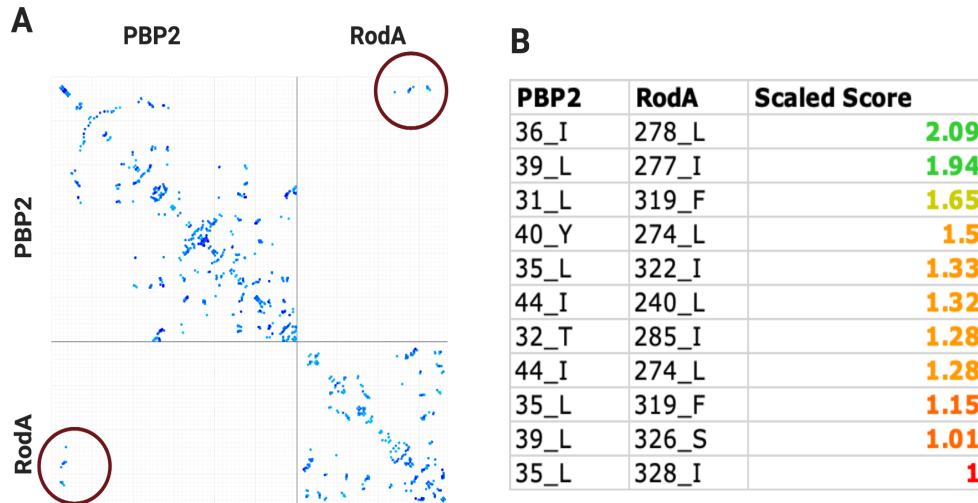 A
PBP2 RodA
PBP2
RodA
B
PBP2 RodA Scaled Score
36_I 278_L 2.09
39_L 277_I 1.94
31_L 319_F 1.65
40_Y 274_L 1.5
35_L 322_I 1.33
44_I 240_L 1.32
32_T 285_I 1.28
44_I 274_L 1.28
35_L 319_F 1.15
39_L 326_S 1.01
35_L 328_I 1